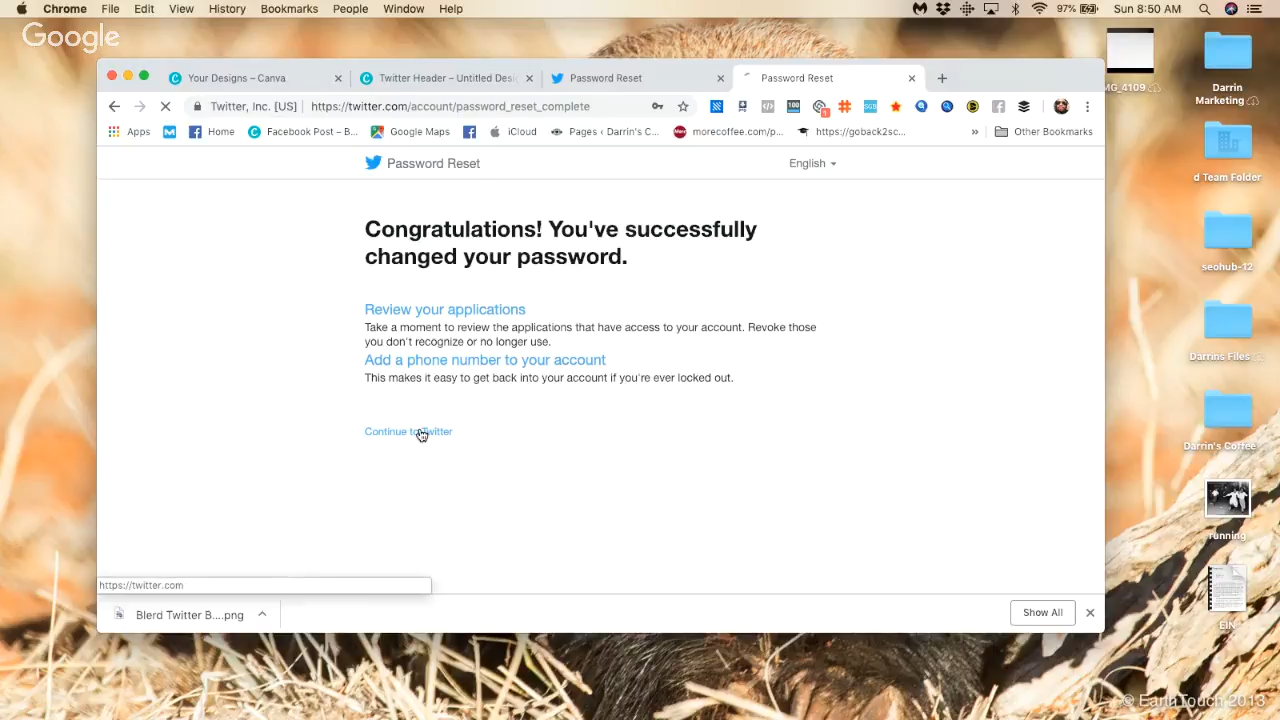 Chrome File Edit View History Bookmarks People Window Help 97% Sun 8:50 AM
Google
Your Designs – Canva
Twitter Header – Untitled Desi
Password Reset
Password Reset
Twitter, Inc. [US] https://twitter.com/account/password_reset_complete
Apps
Home
Facebook Post – B...
Google Maps
iCloud
Pages ‹ Darrin's C...
morecoffee.com/p...
https://goback2sc...
»
Other Bookmarks
Password Reset
English
Congratulations! You've successfully
changed your password.
Review your applications
Take a moment to review the applications that have access to your account. Revoke those
you don't recognize or no longer use.
Add a phone number to your account
This makes it easy to get back into your account if you're ever locked out.
Continue to Twitter
https://twitter.com
Blerd Twitter B....png
Show All
MG_4109
Darrin
Marketing
d Team Folder
seohub-12
Darrins Files
Darrin's Coffee
running
EIN
© EarthTouch 2013